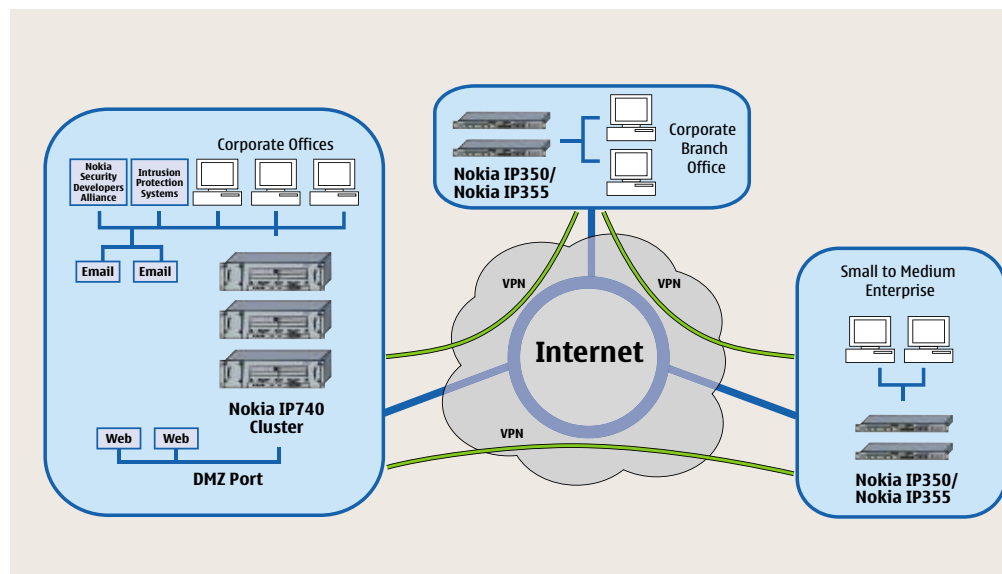 Corporate Offices
Nokia
Security
Developers
Alliance
Intrusion
Protection
Systems
Email
Email
Nokia IP740
Cluster
Web
Web
DMZ Port
Nokia IP350/
Nokia IP355
Corporate
Branch
Office
VPN
VPN
Internet
VPN
Small to Medium
Enterprise
Nokia IP350/
Nokia IP355